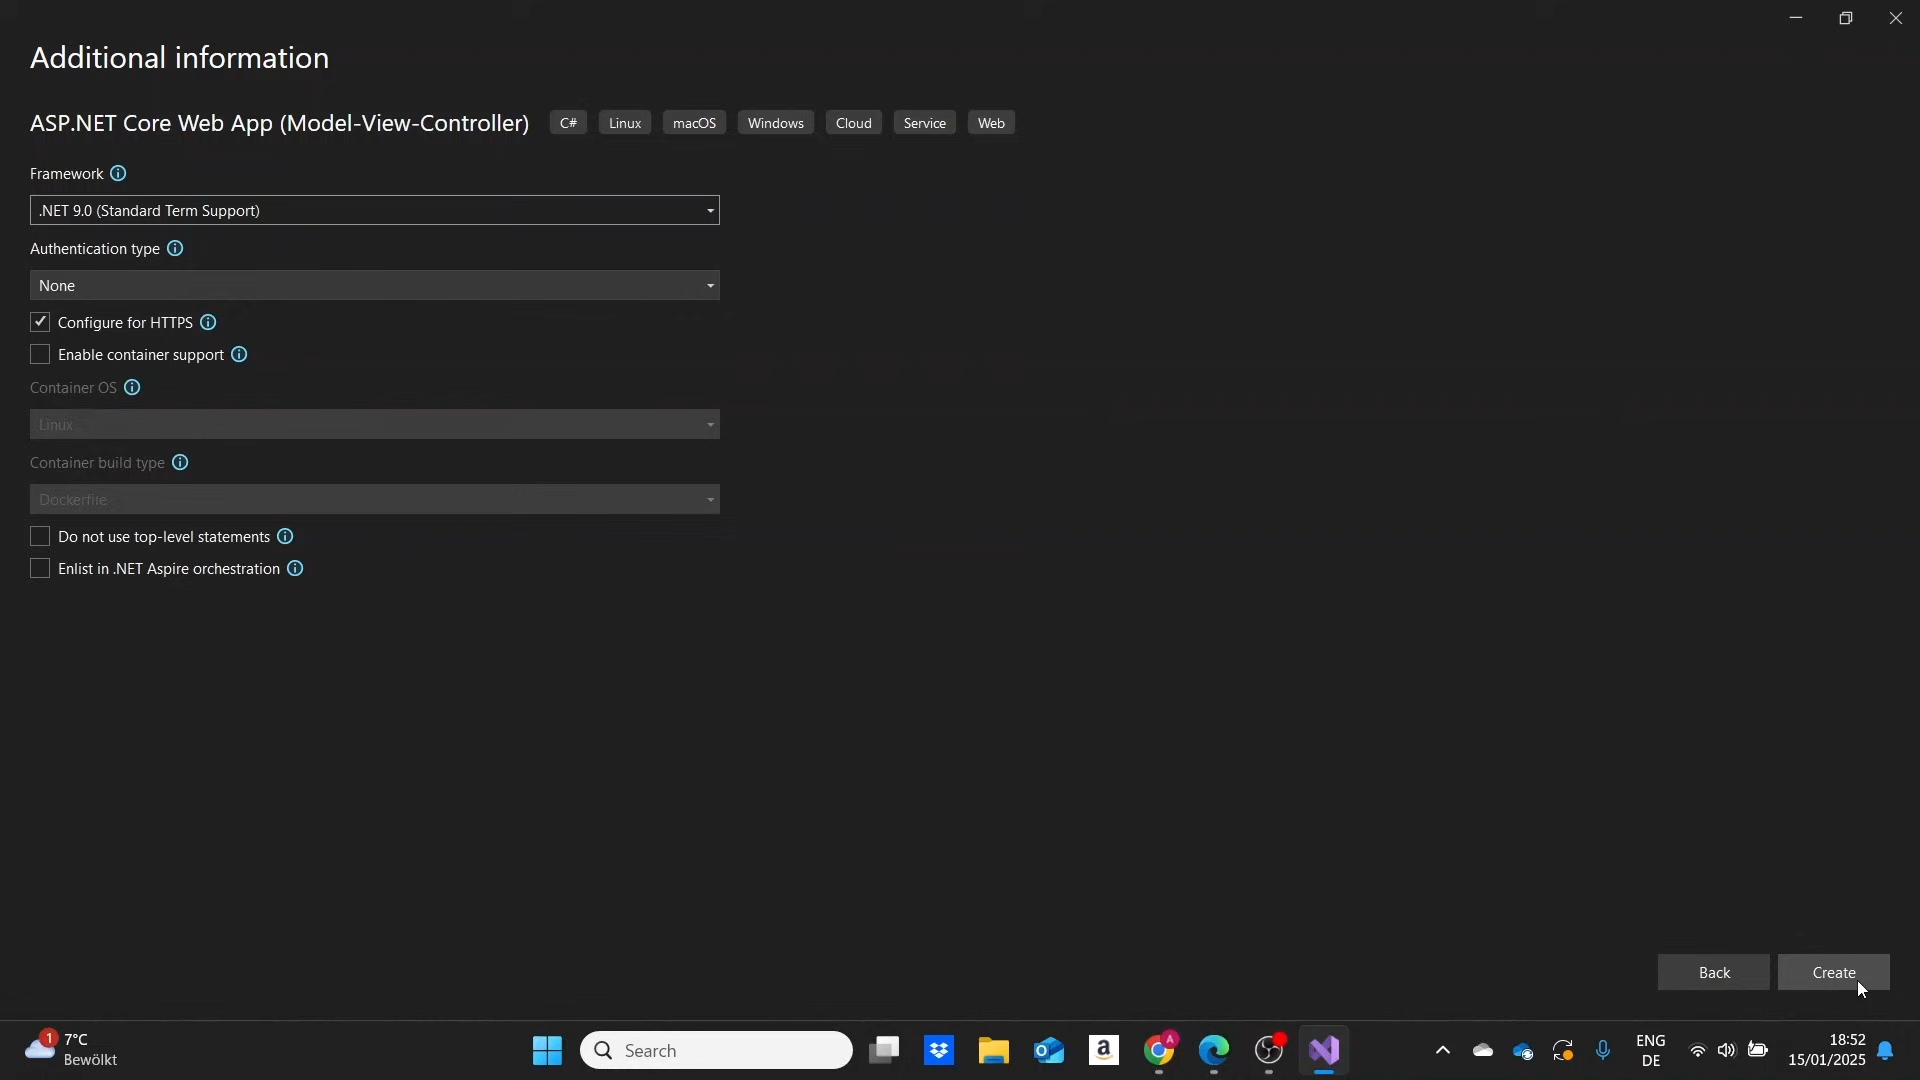 Additional information
ASP.NET Core Web App (Model-View-Controller) C# Linux macOS Windows Cloud Service Web
Framework
.NET 9.0 (Standard Term Support)
Authentication type
None
Configure for HTTPS
Enable container support
Container OS
Linux
Container build type
Dockerfile
Do not use top-level statements
Enlist in .NET Aspire orchestration
Back Create
1
7°C
Bewölkt
Search
a
A
ENG
DE
18:52
15/01/2025